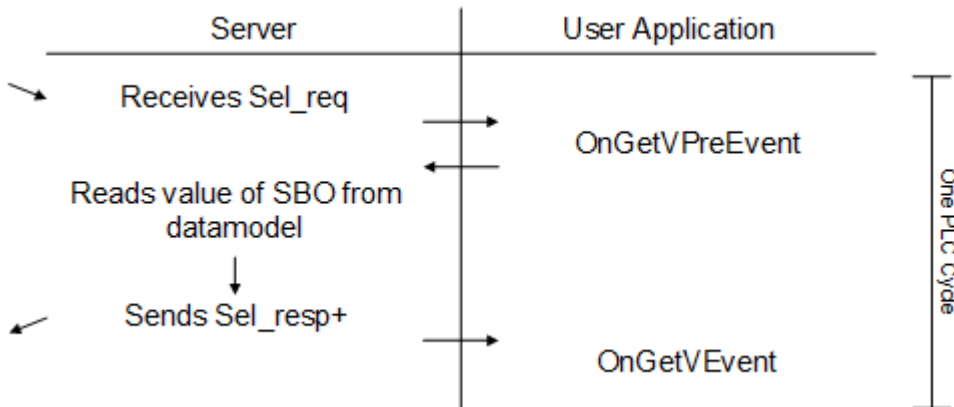 Server
User Application
Receives Sel_req
OnGetVPreEvent
Reads value of SBO from
datamodel
Sends Sel_resp+
OnGetVEvent
One PLC Cycle